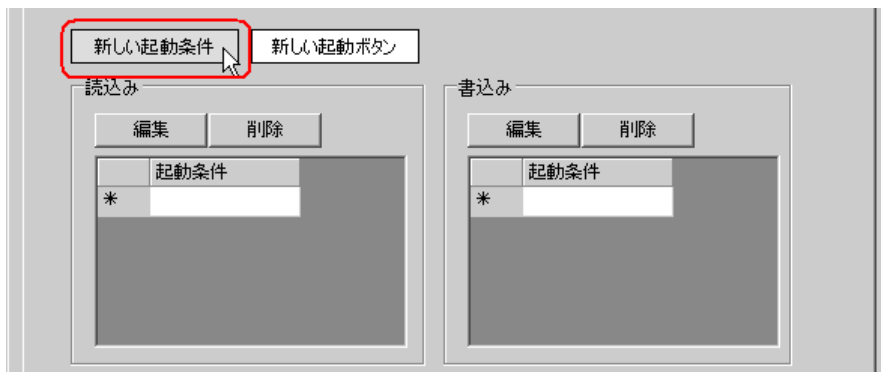 新しい起動条件 新しい起動ボタン
読込み 書込み
編集 削除 編集 削除
起動条件 起動条件
* *